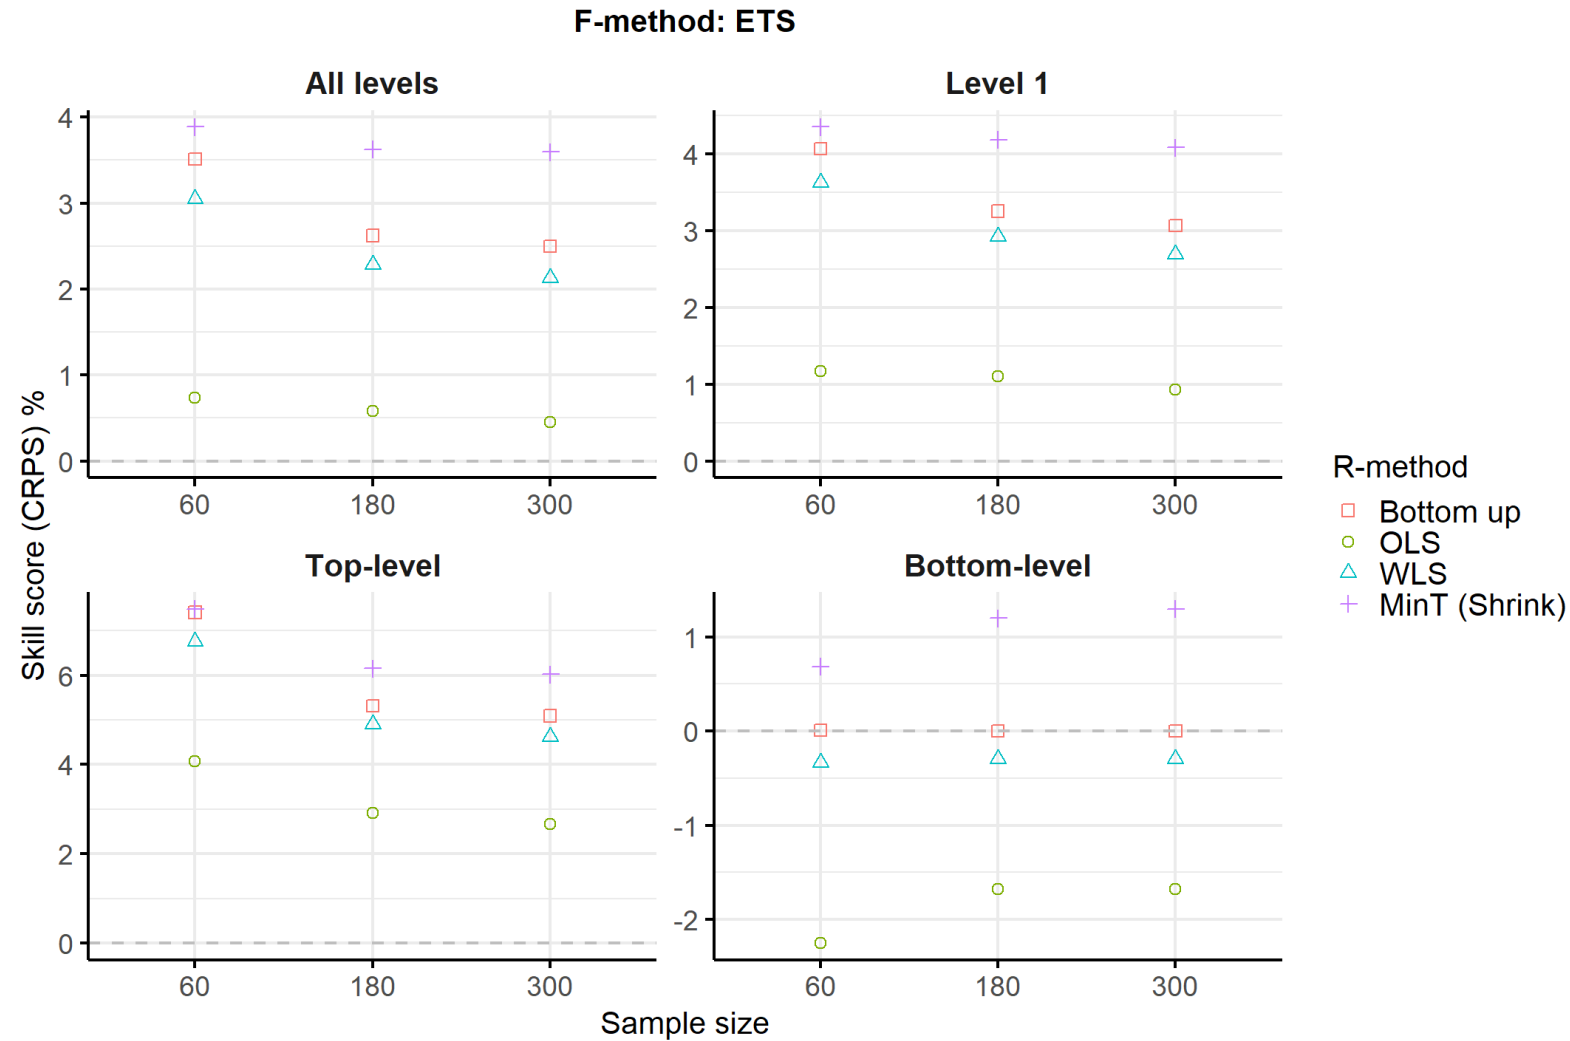 F-method: ETS
All levels
Level 1
4
3
2
1
0
60 180 300
4
3
2
1
0
60 180 300
Top-level
Bottom-level
6
4
2
0
60 180 300
1
0
-1
-2
60 180 300
Skill score (CRPS) %
Sample size
R-method
Bottom up
OLS
WLS
MinT (Shrink)